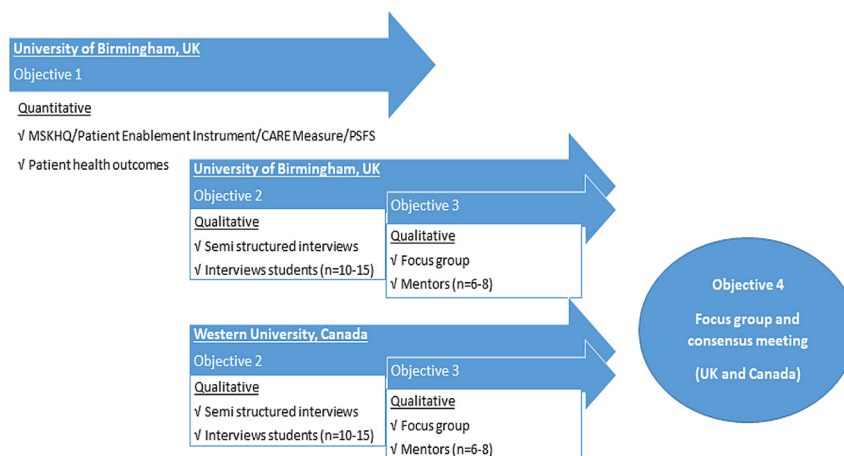 University of Birmingham, UK
Objective 1
Quantitative
√ MSKHQ/Patient Enablement Instrument/CARE Measure/PSFS
√ Patient health outcomes
University of Birmingham, UK
Objective 2
Qualitative
√ Semi structured interviews
√ Interviews students (n=10-15)
Objective 3
Qualitative
√ Focus group
√ Mentors (n=6-8)
Western University, Canada
Objective 2
Qualitative
√ Semi structured interviews
√ Interviews students (n=10-15)
Objective 3
Qualitative
√ Focus group
√ Mentors (n=6-8)
Objective 4
Focus group and
consensus meeting
(UK and Canada)